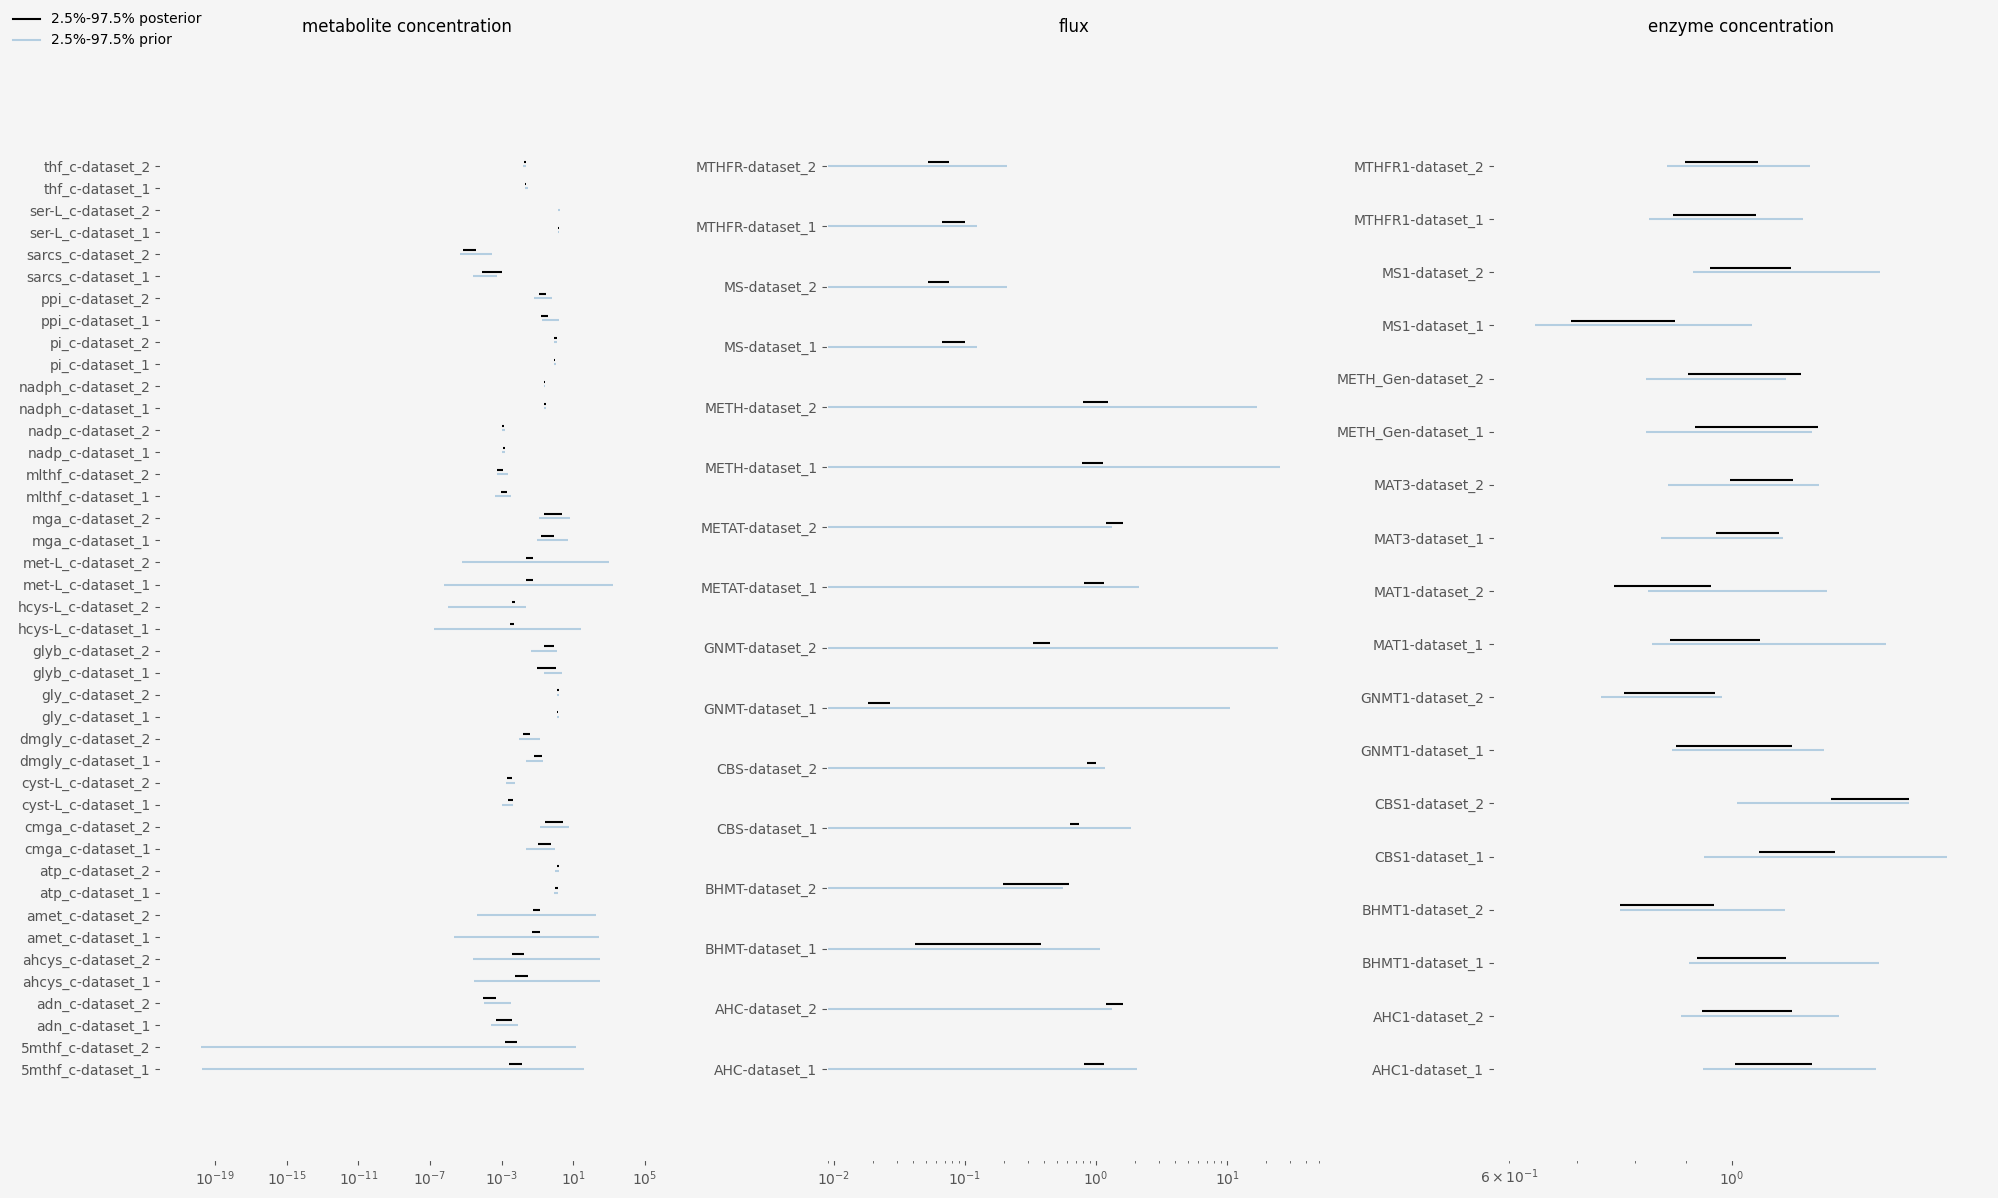 2.5%-97.5% posterior
2.5%-97.5% prior
metabolite concentration
thf_c-dataset_2
thf_c-dataset_1
ser-L_c-dataset_2
ser-L_c-dataset_1
sarcs_c-dataset_2
sarcs_c-dataset_1
ppi_c-dataset_2
ppi_c-dataset_1
pi_c-dataset_2
pi_c-dataset_1
nadph_c-dataset_2
nadph_c-dataset_1
nadp_c-dataset_2
nadp_c-dataset_1
mlthf_c-dataset_2
mlthf_c-dataset_1
mga_c-dataset_2
mga_c-dataset_1
met-L_c-dataset_2
met-L_c-dataset_1
hcys-L_c-dataset_2
hcys-L_c-dataset_1
glyb_c-dataset_2
glyb_c-dataset_1
gly_c-dataset_2
gly_c-dataset_1
dmgly_c-dataset_2
dmgly_c-dataset_1
cyst-L_c-dataset_2
cyst-L_c-dataset_1
cmga_c-dataset_2
cmga_c-dataset_1
atp_c-dataset_2
atp_c-dataset_1
amet_c-dataset_2
amet_c-dataset_1
ahcys_c-dataset_2
ahcys_c-dataset_1
adn_c-dataset_2
adn_c-dataset_1
5mthf_c-dataset_2
5mthf_c-dataset_1
10⁻¹⁹ 10⁻¹⁵ 10⁻¹¹ 10⁻⁷ 10⁻³ 10¹ 10⁵
flux
MTHFR-dataset_2
MTHFR-dataset_1
MS-dataset_2
MS-dataset_1
METH-dataset_2
METH-dataset_1
METAT-dataset_2
METAT-dataset_1
GNMT-dataset_2
GNMT-dataset_1
CBS-dataset_2
CBS-dataset_1
BHMT-dataset_2
BHMT-dataset_1
AHC-dataset_2
AHC-dataset_1
10⁻² 10⁻¹ 10⁰ 10¹
enzyme concentration
MTHFR1-dataset_2
MTHFR1-dataset_1
MS1-dataset_2
MS1-dataset_1
METH_Gen-dataset_2
METH_Gen-dataset_1
MAT3-dataset_2
MAT3-dataset_1
MAT1-dataset_2
MAT1-dataset_1
GNMT1-dataset_2
GNMT1-dataset_1
CBS1-dataset_2
CBS1-dataset_1
BHMT1-dataset_2
BHMT1-dataset_1
AHC1-dataset_2
AHC1-dataset_1
6 × 10⁻¹ 10⁰